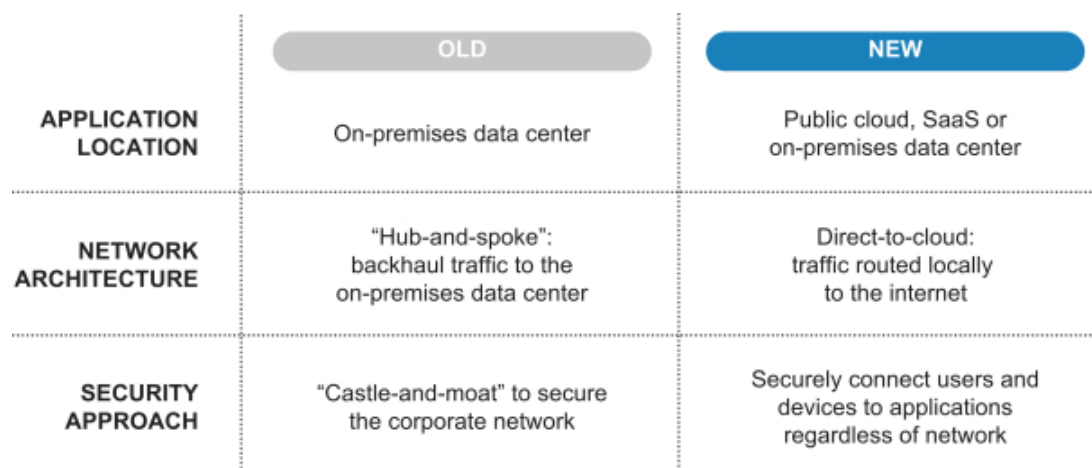 OLD
NEW
APPLICATION
LOCATION
On-premises data center
Public cloud, SaaS or
on-premises data center
NETWORK
ARCHITECTURE
“Hub-and-spoke”:
backhaul traffic to the
on-premises data center
Direct-to-cloud:
traffic routed locally
to the internet
SECURITY
APPROACH
“Castle-and-moat” to secure
the corporate network
Securely connect users and
devices to applications
regardless of network